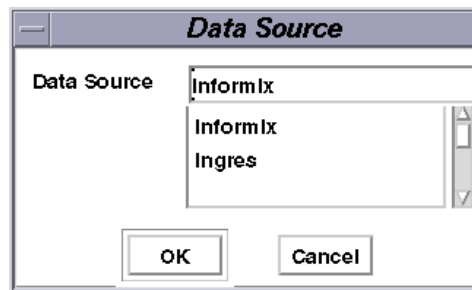 Data Source
Data Source Informix
Informix
Ingres
OK Cancel